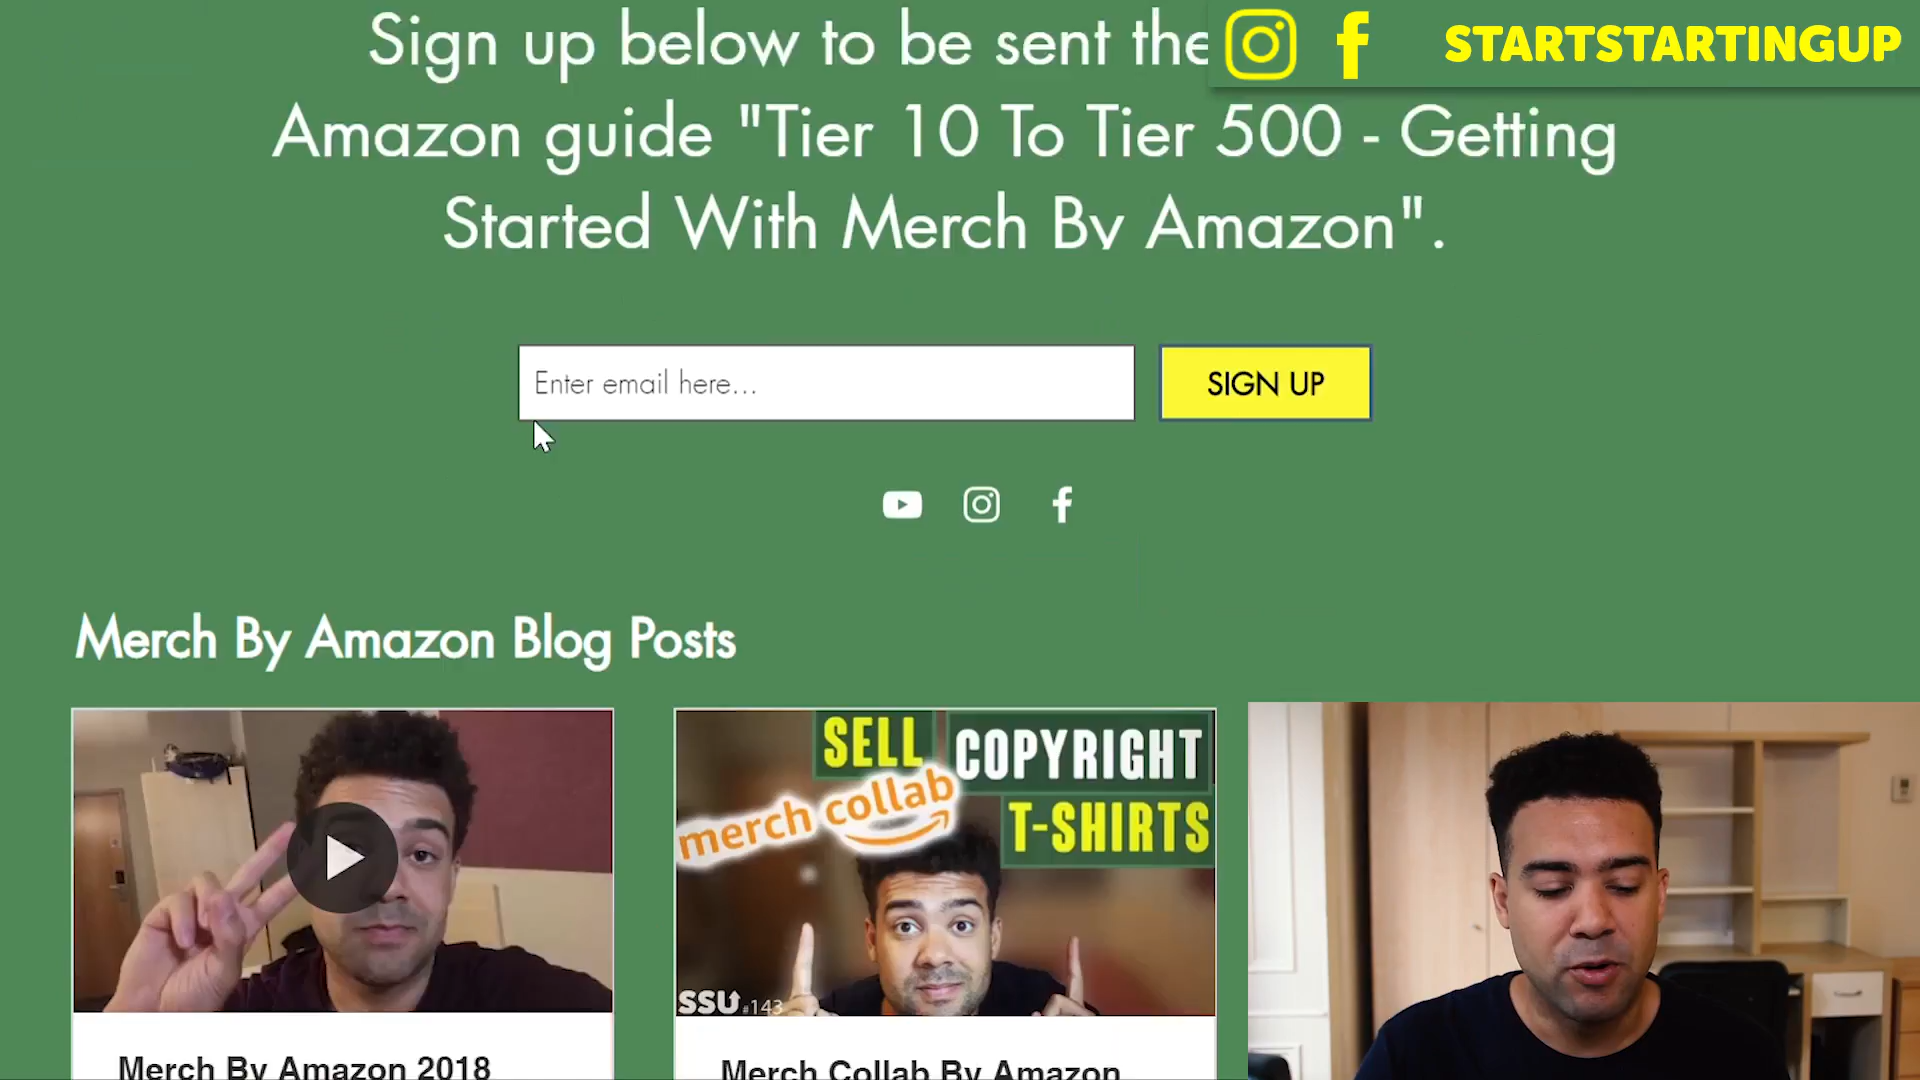 Sign up below to be sent the
STARTSTARTINGUP
Amazon guide "Tier 10 To Tier 500 - Getting
Started With Merch By Amazon".
Enter email here...
SIGN UP
Merch By Amazon Blog Posts
SELL COPYRIGHT
merch collab
T-SHIRTS
SSU #143
Merch By Amazon 2018
Merch Collab By Amazon